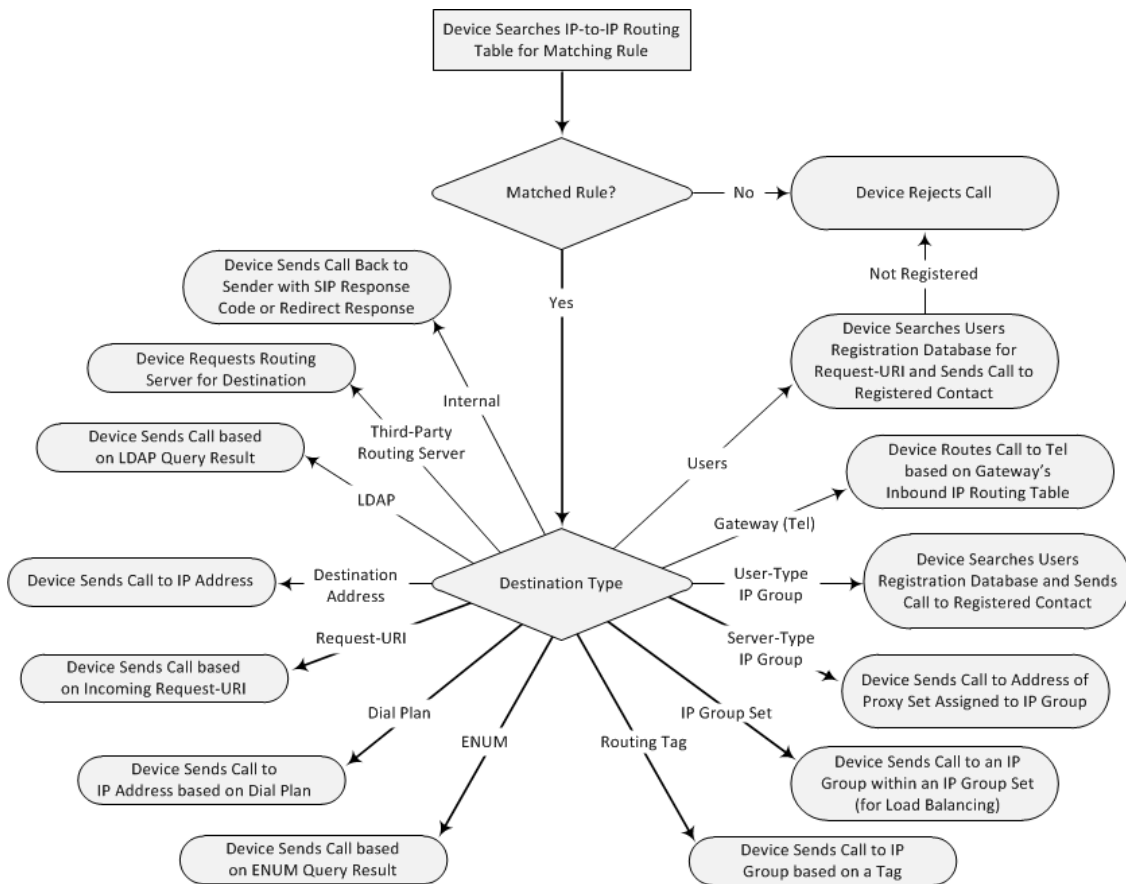 Device Searches IP-to-IP Routing
Table for Matching Rule
Matched Rule?
No
Device Rejects Call
Not Registered
Yes
Device Sends Call Back to
Sender with SIP Response
Code or Redirect Response
Device Searches Users
Registration Database for
Request-URI and Sends Call to
Registered Contact
Device Requests Routing
Server for Destination
Internal
Third-Party
Routing Server
Users
Device Sends Call based
on LDAP Query Result
LDAP
Device Routes Call to Tel
based on Gateway's
Inbound IP Routing Table
Gateway (Tel)
Device Sends Call to IP Address
Destination
Address
Destination Type
User-Type
IP Group
Device Searches Users
Registration Database and Sends
Call to Registered Contact
Request-URI
Device Sends Call based
on Incoming Request-URI
Server-Type
IP Group
Device Sends Call to Address of
Proxy Set Assigned to IP Group
Dial Plan
ENUM
Routing Tag
IP Group Set
Device Sends Call to
IP Address based on Dial Plan
Device Sends Call to an IP
Group within an IP Group Set
(for Load Balancing)
Device Sends Call based
on ENUM Query Result
Device Sends Call to IP
Group based on a Tag